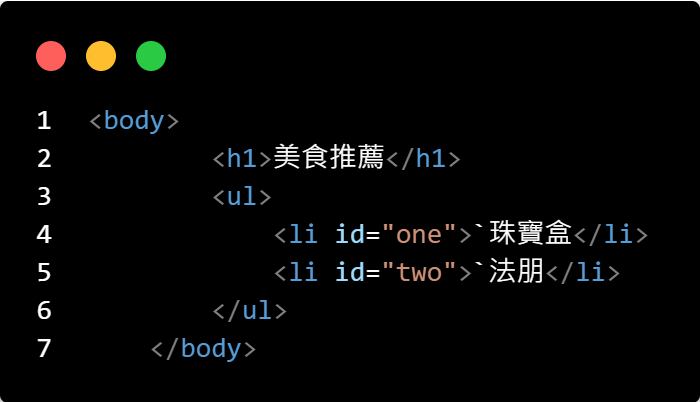 1 <body>
2 <h1>美食推薦</h1>
3 <ul>
4 <li id="one">`珠寶盒</li>
5 <li id="two">`法朋</li>
6 </ul>
7 </body>